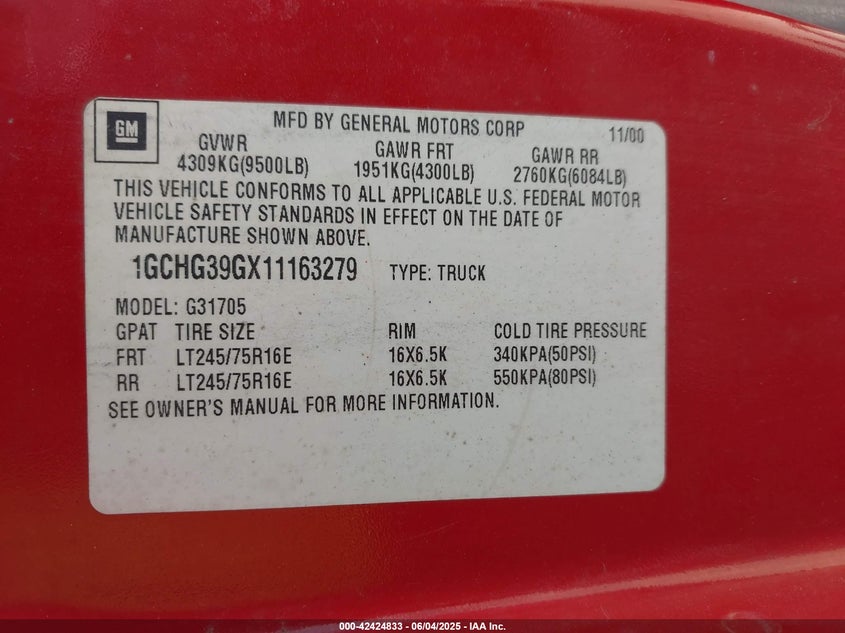 GM
MFD BY GENERAL MOTORS CORP 11/00
GVWR GAWR FRT GAWR RR
4309KG(9500LB) 1951KG(4300LB) 2760KG(6084LB)
THIS VEHICLE CONFORMS TO ALL APPLICABLE U.S. FEDERAL MOTOR
VEHICLE SAFETY STANDARDS IN EFFECT ON THE DATE OF
MANUFACTURE SHOWN ABOVE.
1GCHG39GX11163279 TYPE: TRUCK
MODEL: G31705
GPAT TIRE SIZE RIM COLD TIRE PRESSURE
FRT LT245/75R16E 16X6.5K 340KPA(50PSI)
RR LT245/75R16E 16X6.5K 550KPA(80PSI)
SEE OWNER'S MANUAL FOR MORE INFORMATION.
000-42424833 - 06/04/2025 - IAA Inc.